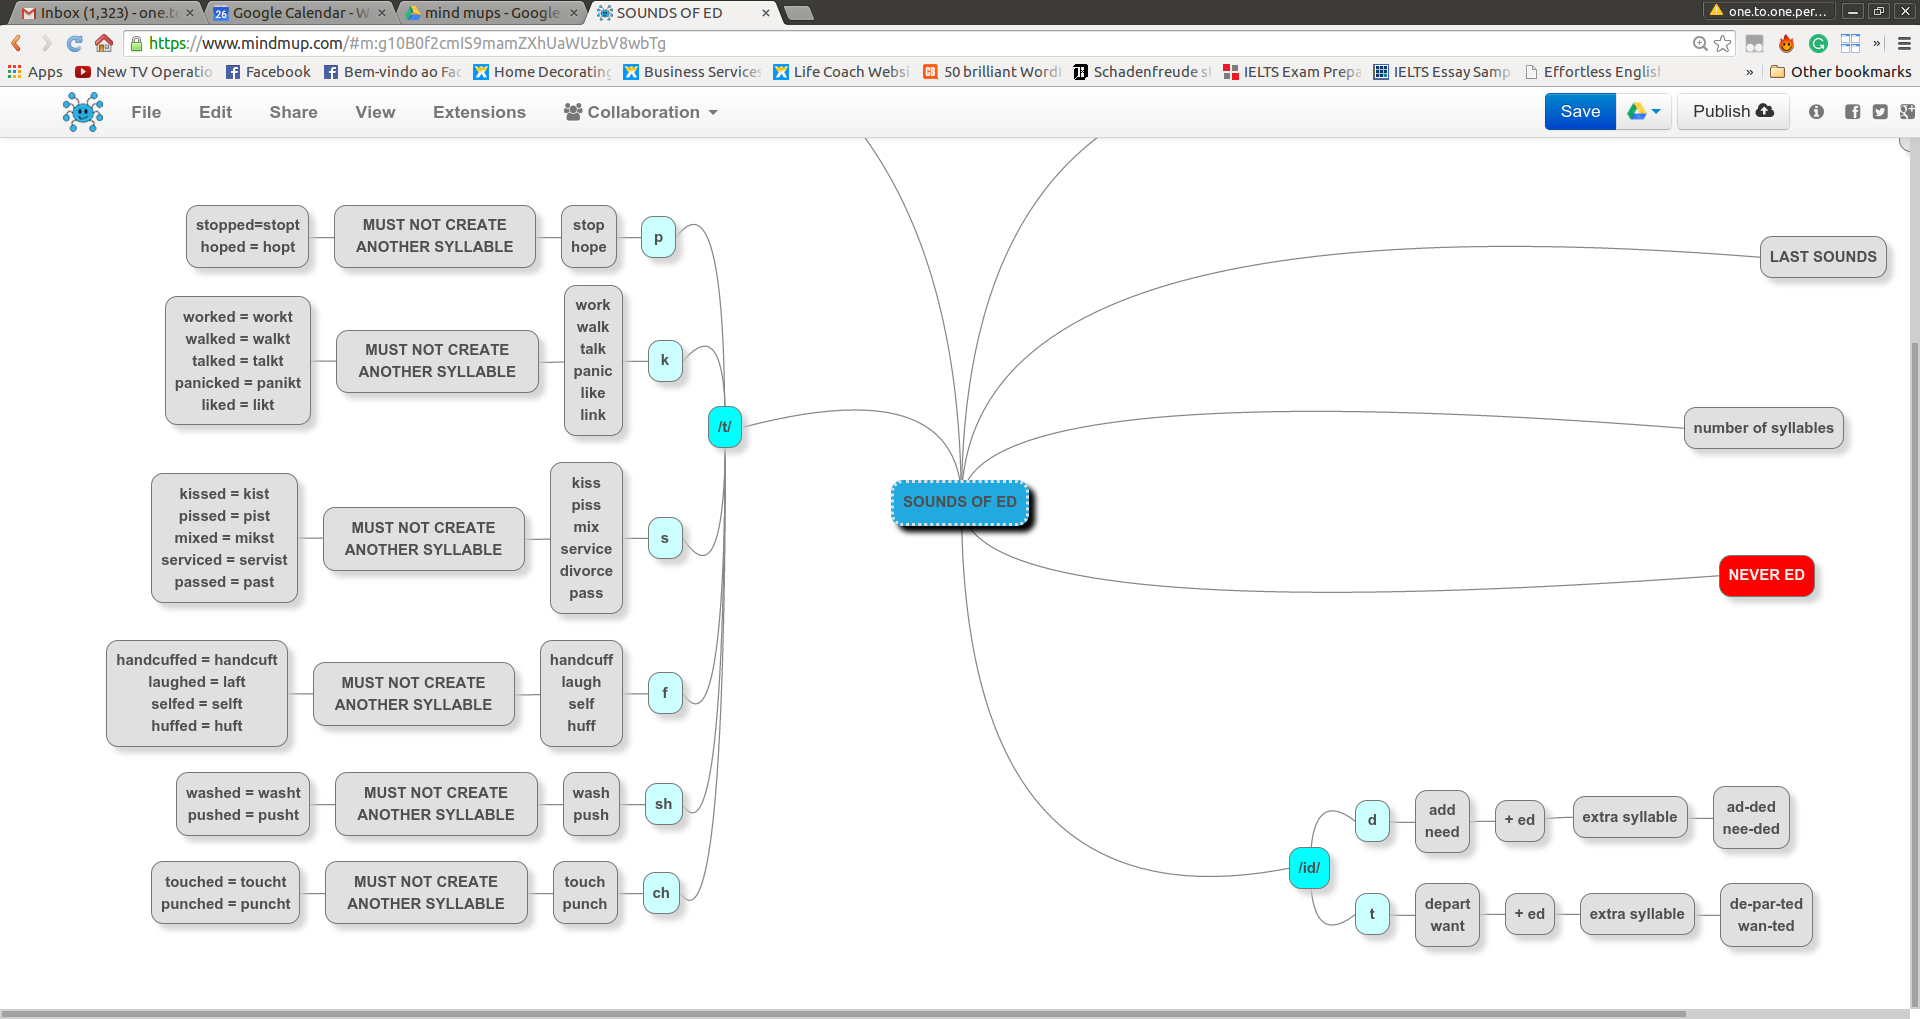 Inbox (1,323) - one.t
Google Calendar - W
mind mups - Google
SOUNDS OF ED
one.to.one.per...
https://www.mindmup.com/#m:g10B0f2cmIS9mamZXhUaWUzbV8wbTg
Apps
New TV Operatio
Facebook
Bem-vindo ao Fac
Home Decorating
Business Services
Life Coach Websi
50 brilliant Word
Schadenfreude s
IELTS Exam Prepa
IELTS Essay Samp
Effortless English
»
Other bookmarks
File
Edit
Share
View
Extensions
Collaboration
Save
Publish
stopped=stopt
hoped = hopt
MUST NOT CREATE
ANOTHER SYLLABLE
stop
hope
p
worked = workt
walked = walkt
talked = talkt
panicked = panikt
liked = likt
MUST NOT CREATE
ANOTHER SYLLABLE
work
walk
talk
panic
like
link
k
/t/
kissed = kist
pissed = pist
mixed = mikst
serviced = servist
passed = past
MUST NOT CREATE
ANOTHER SYLLABLE
kiss
piss
mix
service
divorce
pass
s
handcuffed = handcuft
laughed = laft
selfed = selft
huffed = huft
MUST NOT CREATE
ANOTHER SYLLABLE
handcuff
laugh
self
huff
f
washed = washt
pushed = pusht
MUST NOT CREATE
ANOTHER SYLLABLE
wash
push
sh
touched = toucht
punched = puncht
MUST NOT CREATE
ANOTHER SYLLABLE
touch
punch
ch
SOUNDS OF ED
LAST SOUNDS
number of syllables
NEVER ED
/id/
d
add
need
+ ed
extra syllable
ad-ded
nee-ded
t
depart
want
+ ed
extra syllable
de-par-ted
wan-ted